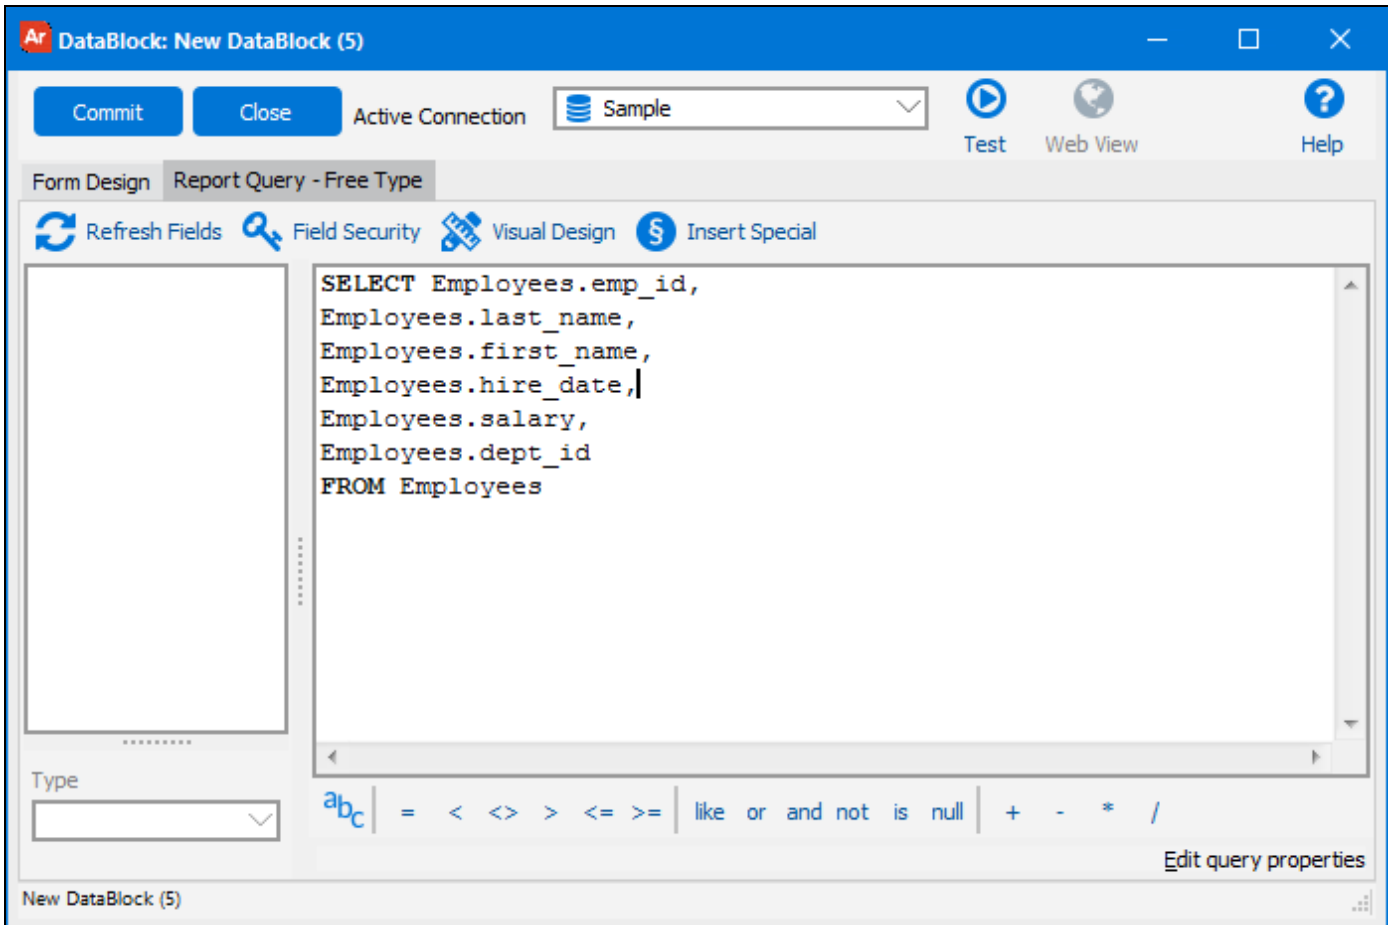 Ar DataBlock: New DataBlock (5)
Commit Close Active Connection Sample Test Web View Help
Form Design Report Query - Free Type
Refresh Fields Field Security Visual Design § Insert Special
SELECT Employees.emp_id,
Employees.last_name,
Employees.first_name,
Employees.hire_date,
Employees.salary,
Employees.dept_id
FROM Employees
Type
abc = < <> > <= >= like or and not is null + - * /
Edit query properties
New DataBlock (5)